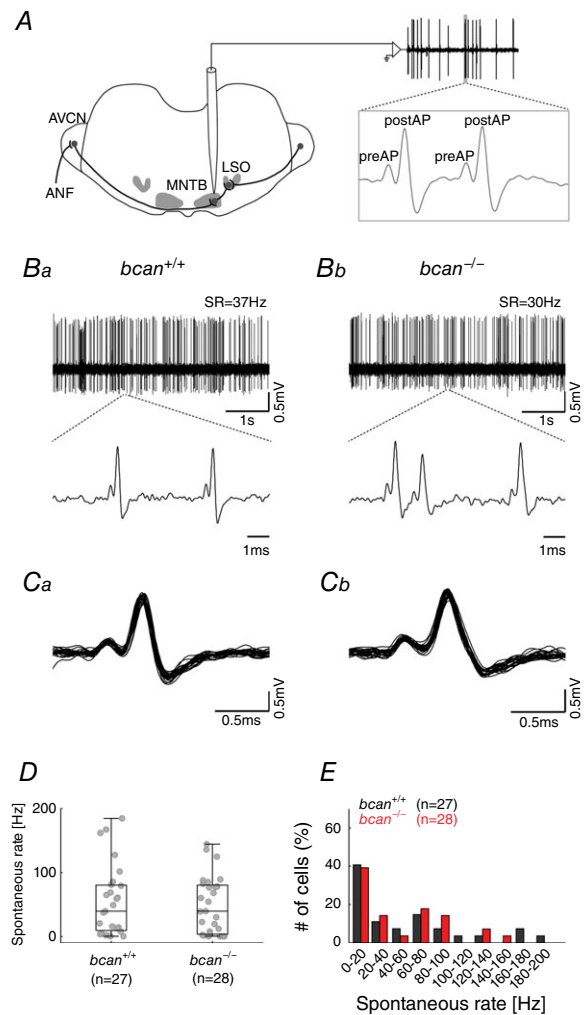 A
AVCN
ANF
MNTB
LSO
postAP postAP
preAP preAP
Ba bcan+/+
SR=37Hz
0.5mV
1s
1ms
Bb bcan−/−
SR=30Hz
0.5mV
1s
1ms
Ca
0.5mV
0.5ms
Cb
0.5mV
0.5ms
D
Spontaneous rate [Hz]
200
100
0
bcan+/+ bcan−/−
(n=27) (n=28)
E
bcan+/+ (n=27)
bcan−/− (n=28)
# of cells (%)
60
40
20
0
0-20 20-40 40-60 60-80 80-100 100-120 120-140 140-160 160-180 180-200
Spontaneous rate [Hz]